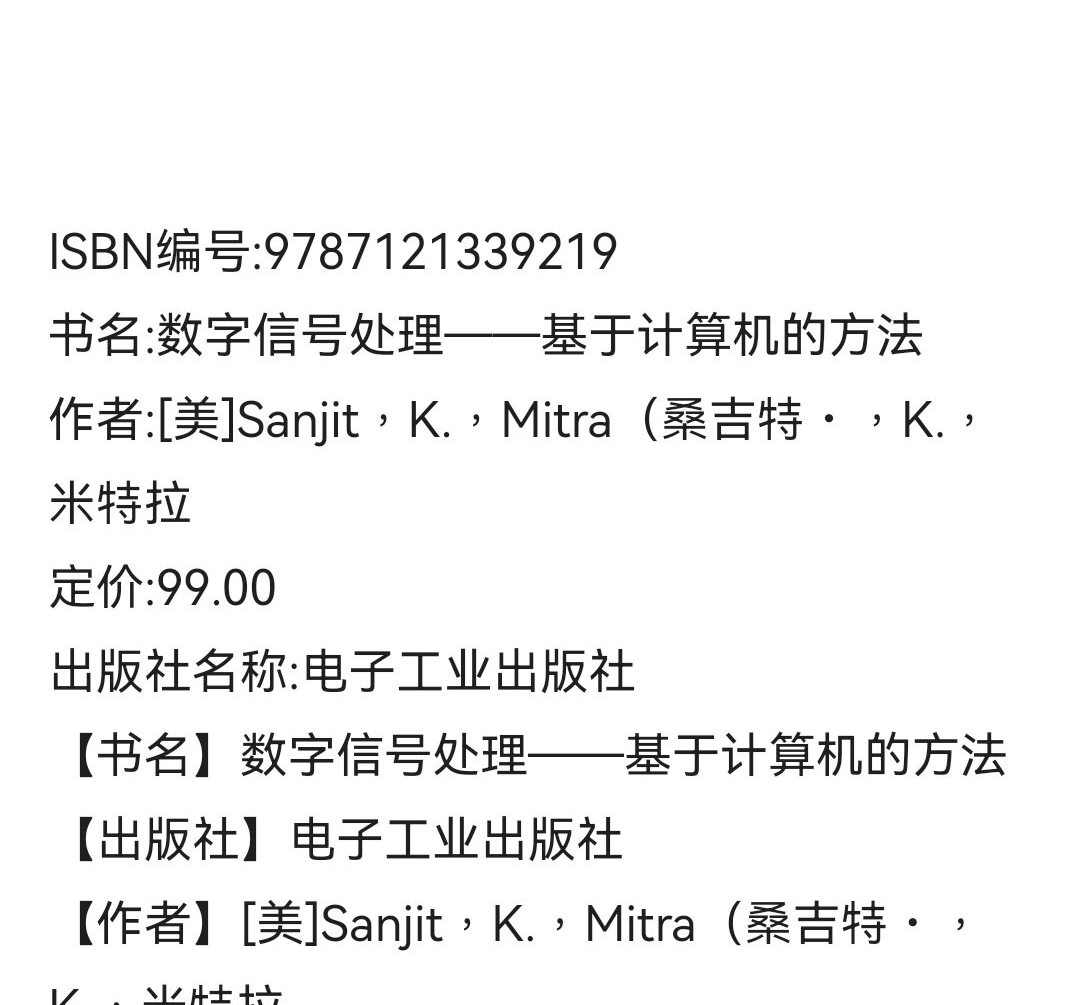 ISBN编号:9787121339219
书名:数字信号处理——基于计算机的方法
作者:[美]Sanjit，K.，Mitra（桑吉特·，K.，
米特拉
定价:99.00
出版社名称:电子工业出版社
【书名】数字信号处理——基于计算机的方法
【出版社】电子工业出版社
【作者】[美]Sanjit，K.，Mitra（桑吉特·，
K.，米特拉